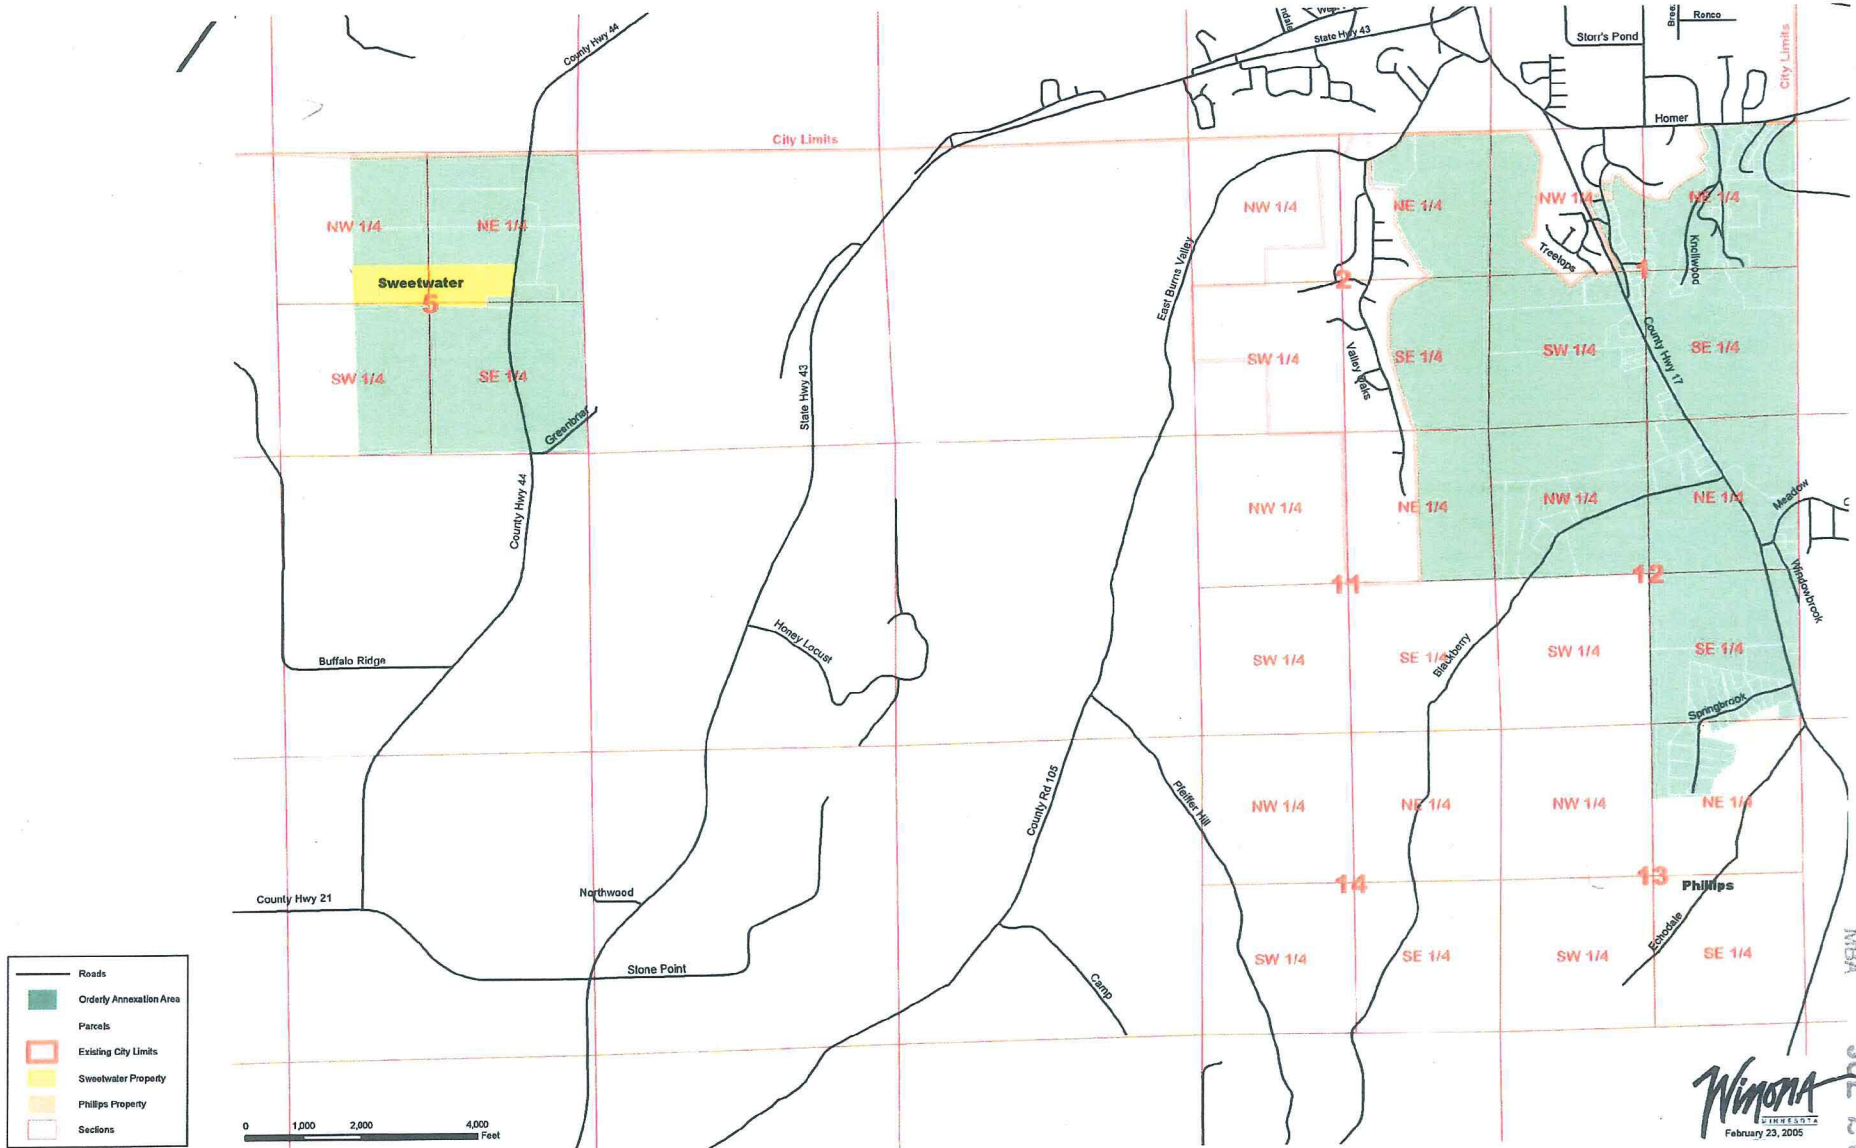 County Hwy 44
State Hwy 43
Storr's Pond
Ronco
City Limits
City Limits
Homer
NW 1/4
NE 1/4
NW 1/4
NE 1/4
NW 1/4
NE 1/4
Knollwood
Treetops
East Burns Valley
Sweetwater
5
2
1
SW 1/4
SE 1/4
SW 1/4
SE 1/4
SW 1/4
SE 1/4
Valley Oaks
County Hwy 17
State Hwy 43
Greenbriar
County Hwy 44
NW 1/4
NE 1/4
NW 1/4
NE 1/4
Meadow
11
12
Windowbrook
Honey Locust
Buffalo Ridge
SW 1/4
SE 1/4
Blackberry
SW 1/4
SE 1/4
Springbrook
County Rd 105
Pfeiffer Hill
NW 1/4
NE 1/4
NW 1/4
NE 1/4
14
13
Phillips
Northwood
County Hwy 21
Echodale
Stone Point
Camp
SW 1/4
SE 1/4
SW 1/4
SE 1/4
MBA
Roads
Orderly Annexation Area
Parcels
Existing City Limits
Sweetwater Property
Phillips Property
Sections
0 1,000 2,000 4,000
Feet
Winona
MINNESOTA
February 23, 2005